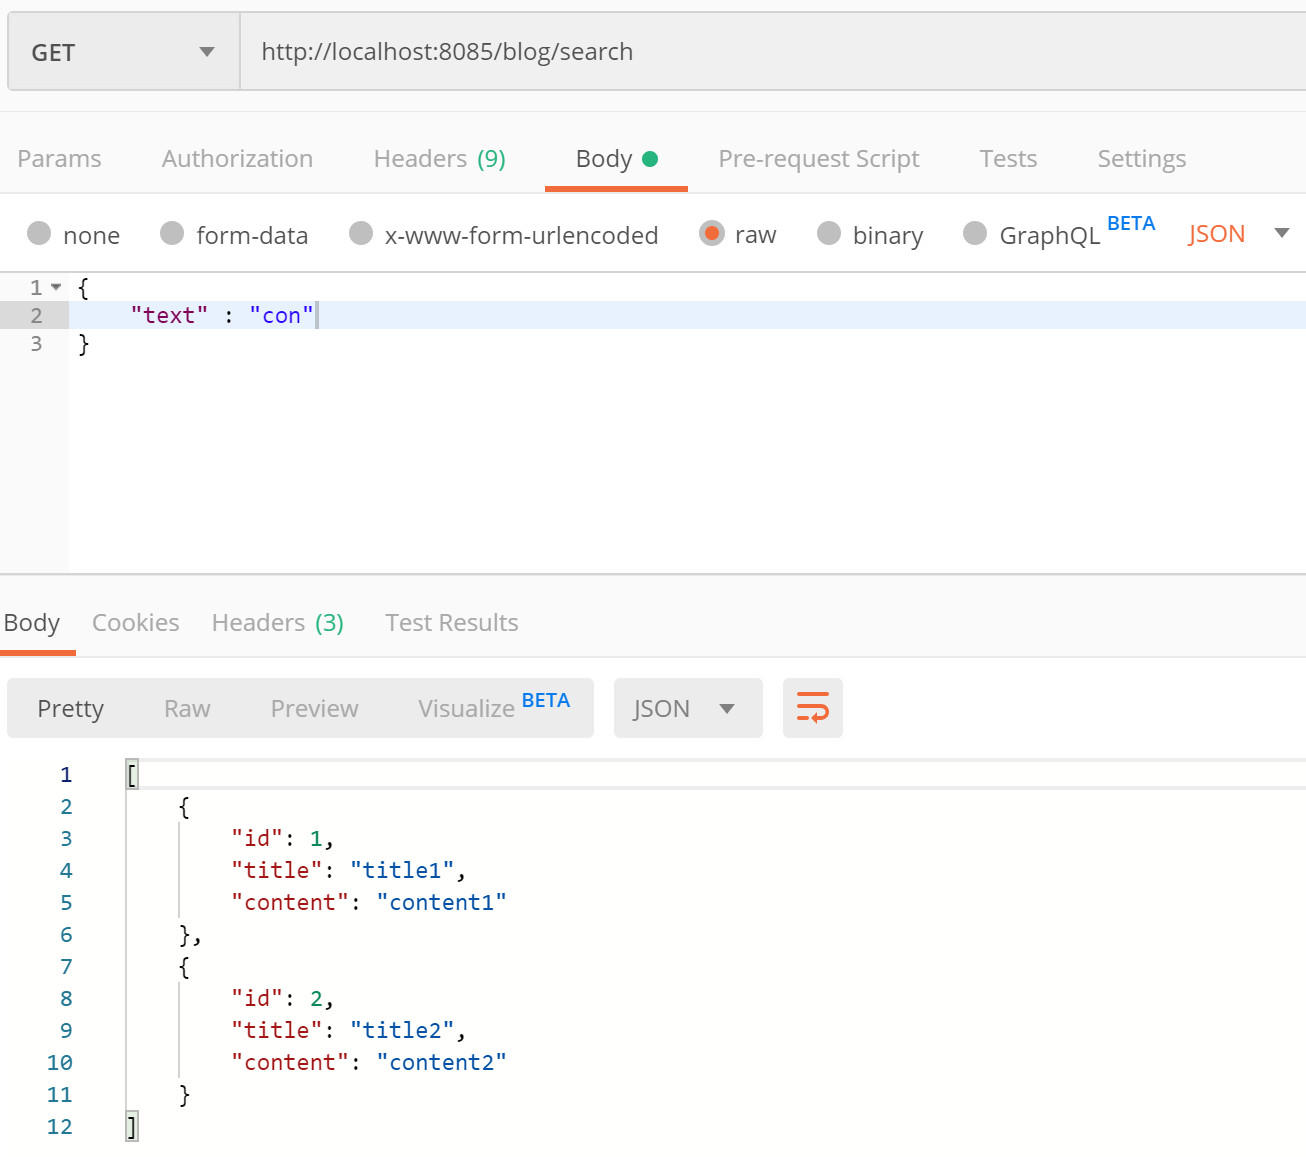 GET http://localhost:8085/blog/search
Params Authorization Headers (9) Body Pre-request Script Tests Settings
none form-data x-www-form-urlencoded raw binary GraphQL BETA JSON
1 {
2 "text" : "con"
3 }
Body Cookies Headers (3) Test Results
Pretty Raw Preview Visualize BETA JSON
1 [
2 {
3 "id": 1,
4 "title": "title1",
5 "content": "content1"
6 },
7 {
8 "id": 2,
9 "title": "title2",
10 "content": "content2"
11 }
12 ]